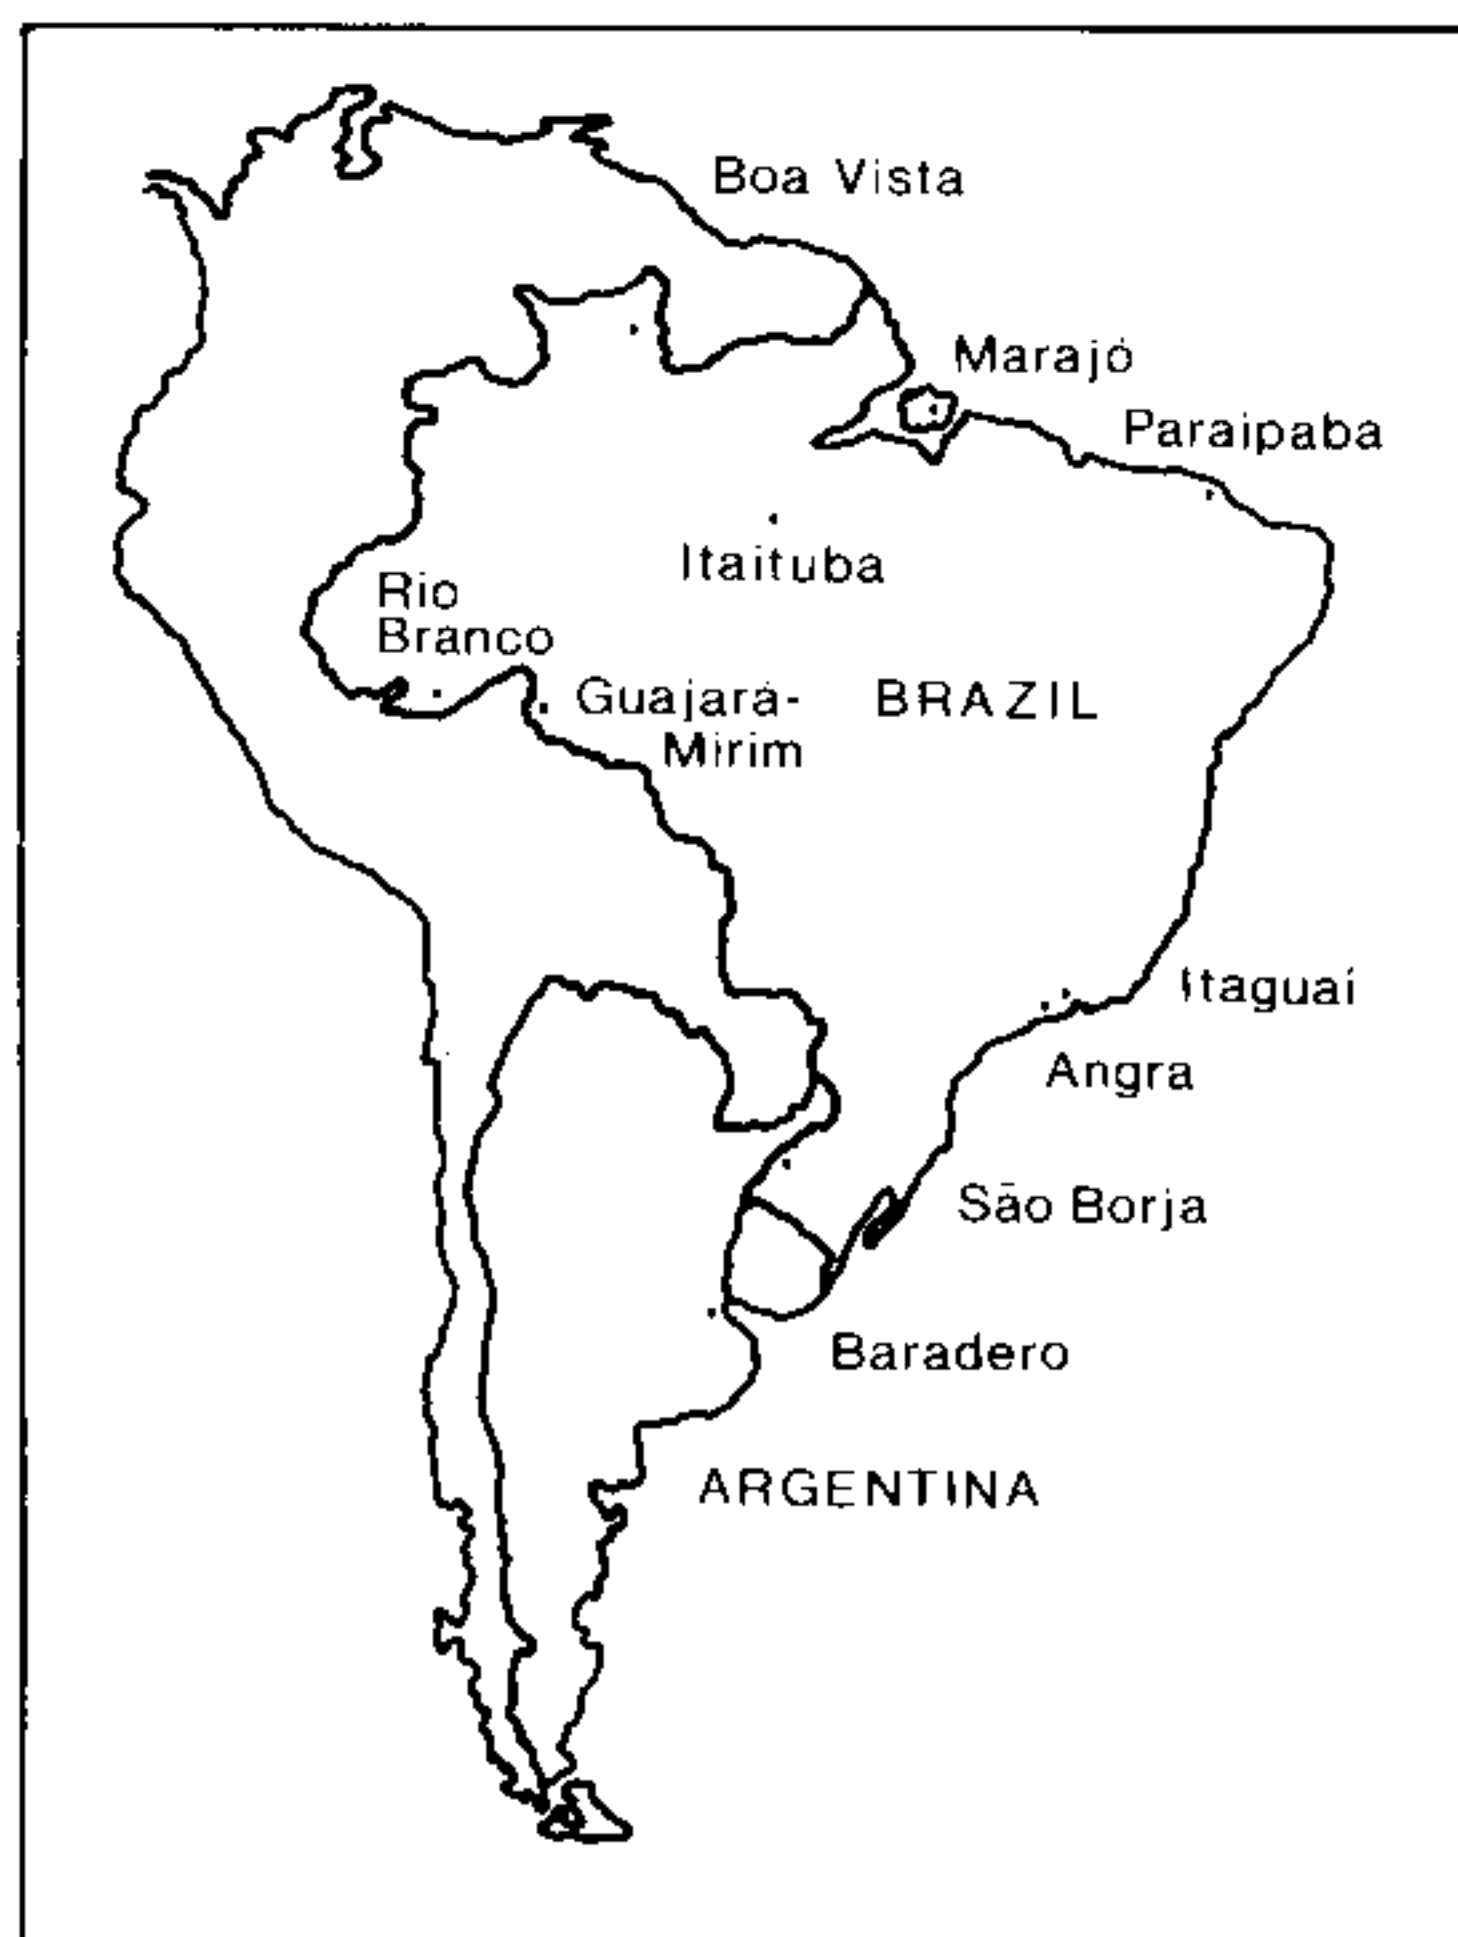 Boa Vista
Marajó
Paraipaba
Itaituba
Rio
Branco
Guajará-
Mirim
BRAZIL
Itaguaí
Angra
São Borja
Baradero
ARGENTINA